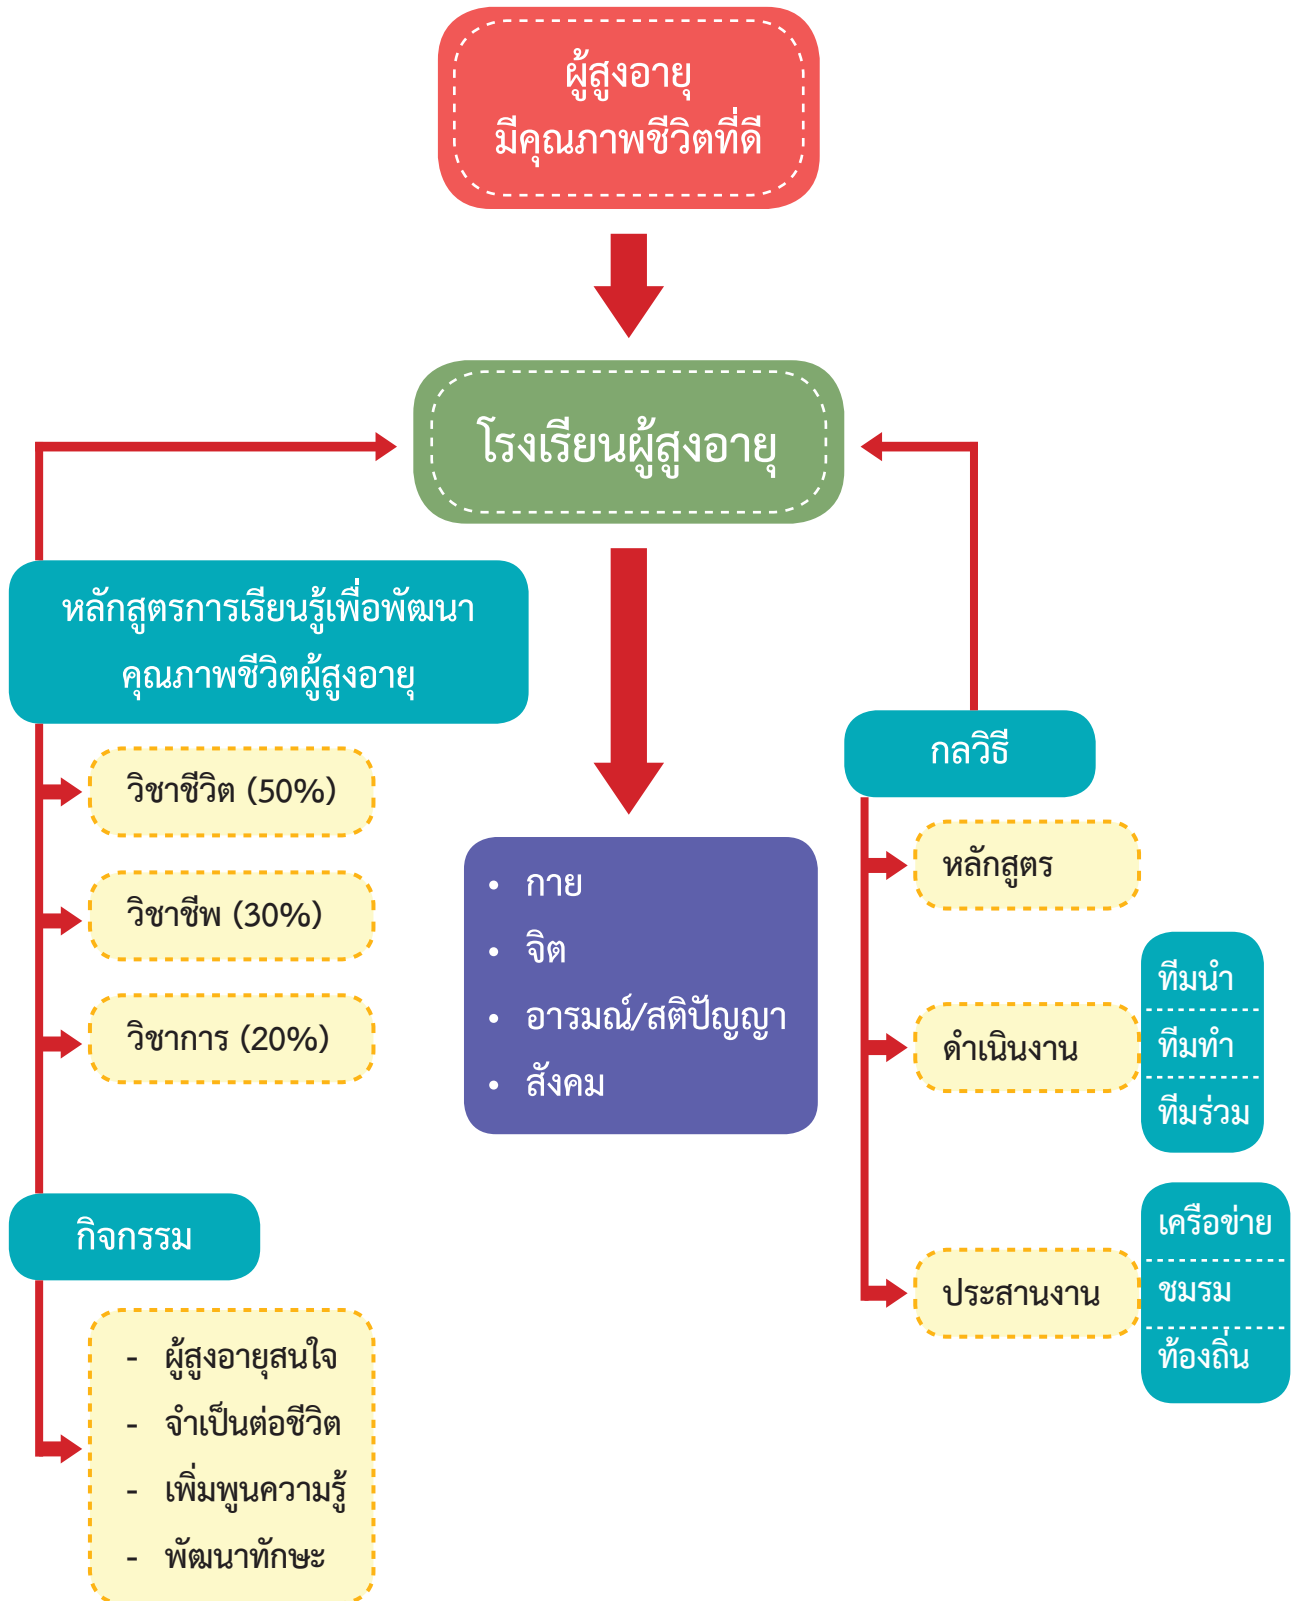 ผู้สูงอายุ
มีคุณภาพชีวิตที่ดี
โรงเรียนผู้สูงอายุ
หลักสูตรการเรียนรู้เพื่อพัฒนา
คุณภาพชีวิตผู้สูงอายุ
วิชาชีวิต (50%)
วิชาชีพ (30%)
วิชาการ (20%)
กิจกรรม
- ผู้สูงอายุสนใจ
- จำเป็นต่อชีวิต
- เพิ่มพูนความรู้
- พัฒนาทักษะ
• กาย
• จิต
• อารมณ์/สติปัญญา
• สังคม
กลวิธี
หลักสูตร
ดำเนินงาน
ทีมนำ
ทีมทำ
ทีมร่วม
ประสานงาน
เครือข่าย
ชมรม
ท้องถิ่น